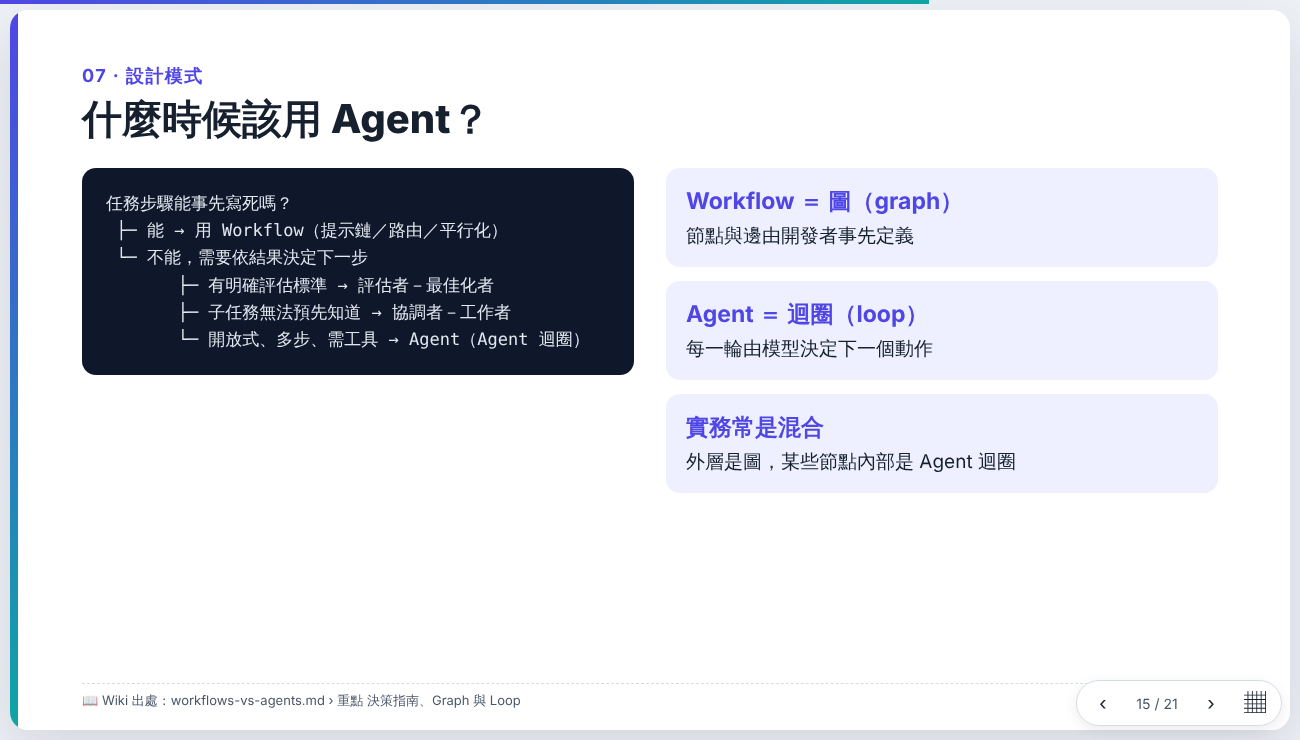 07 · 設計模式
什麼時候該用 Agent？
任務步驟能事先寫死嗎？
├─ 能 → 用 Workflow（提示鏈／路由／平行化）
└─ 不能，需要依結果決定下一步
├─ 有明確評估標準 → 評估者–最佳化者
├─ 子任務無法預先知道 → 協調者–工作者
└─ 開放式、多步、需工具 → Agent（Agent 迴圈）
Workflow ＝ 圖（graph）
節點與邊由開發者事先定義
Agent ＝ 迴圈（loop）
每一輪由模型決定下一個動作
實務常是混合
外層是圖，某些節點內部是 Agent 迴圈
📖 Wiki 出處：workflows-vs-agents.md › 重點 決策指南、Graph 與 Loop
‹ 15 / 21 ›